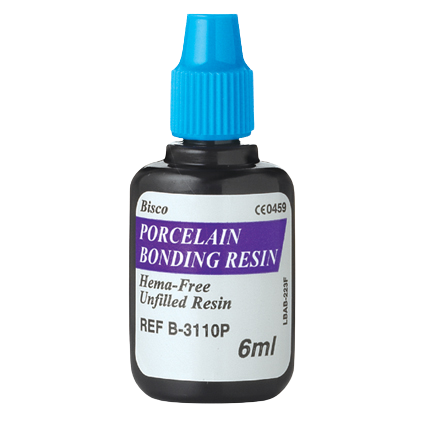 Bisco CE0459
PORCELAIN
BONDING RESIN
Hema-Free
Unfilled Resin
REF B-3110P
6ml
LBAB-223F